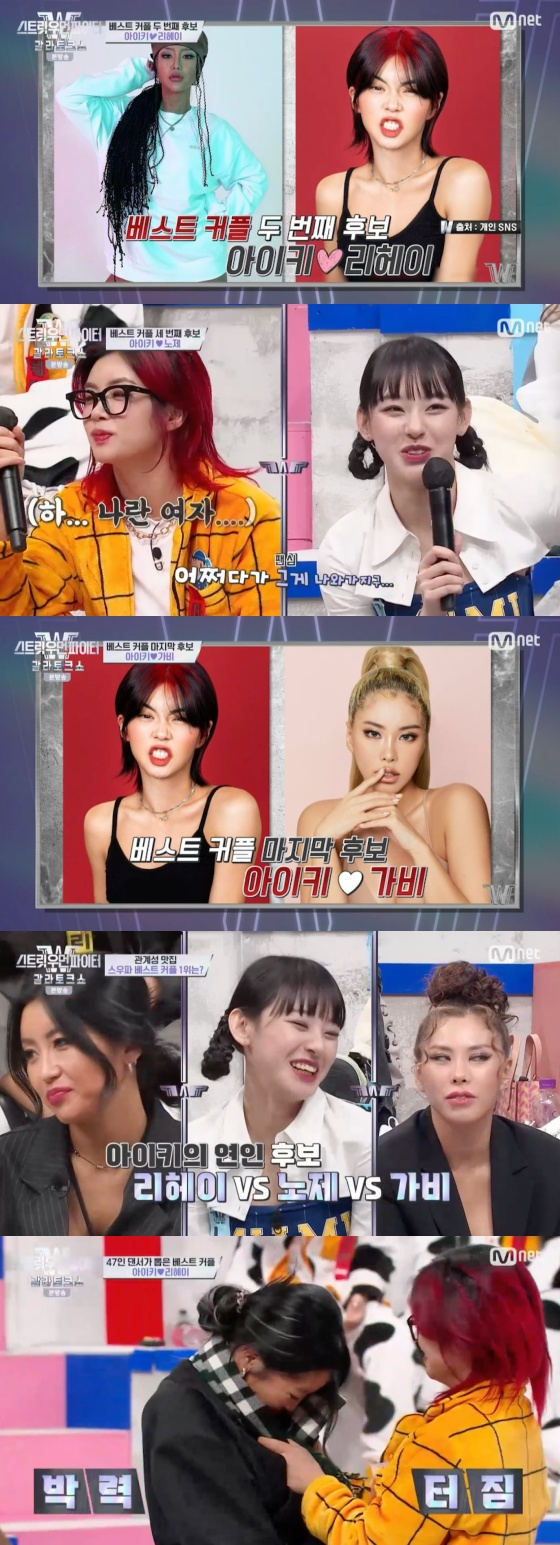 스트릿우먼파이터
갈라토크쇼
본방송
베스트 커플 두 번째 후보
아이키♥리헤이
Mnet
베스트 커플 두 번째 후보
출처 : 개인 SNS
아이키♥리헤이
스트릿우먼파이터
갈라토크쇼
본방송
베스트 커플 세 번째 후보
아이키♥노제
Mnet
(하... 나란 여자....)
팬심
어쩌다가 그게 나와가지구...
스트릿우먼파이터
갈라토크쇼
본방송
베스트 커플 마지막 후보
아이키♥가비
Mnet
베스트 커플 마지막 후보
아이키♥가비
리
스트릿우먼파이터
갈라토크쇼
본방송
관계성 맛집
스우파 베스트 커플 1위는?
Mnet
아이키의 연인 후보
리헤이 VS 노제 VS 가비
갈라토크쇼
본방송
47인 댄서가 뽑은 베스트 커플
아이키♥리헤이
Mnet
박력
터짐